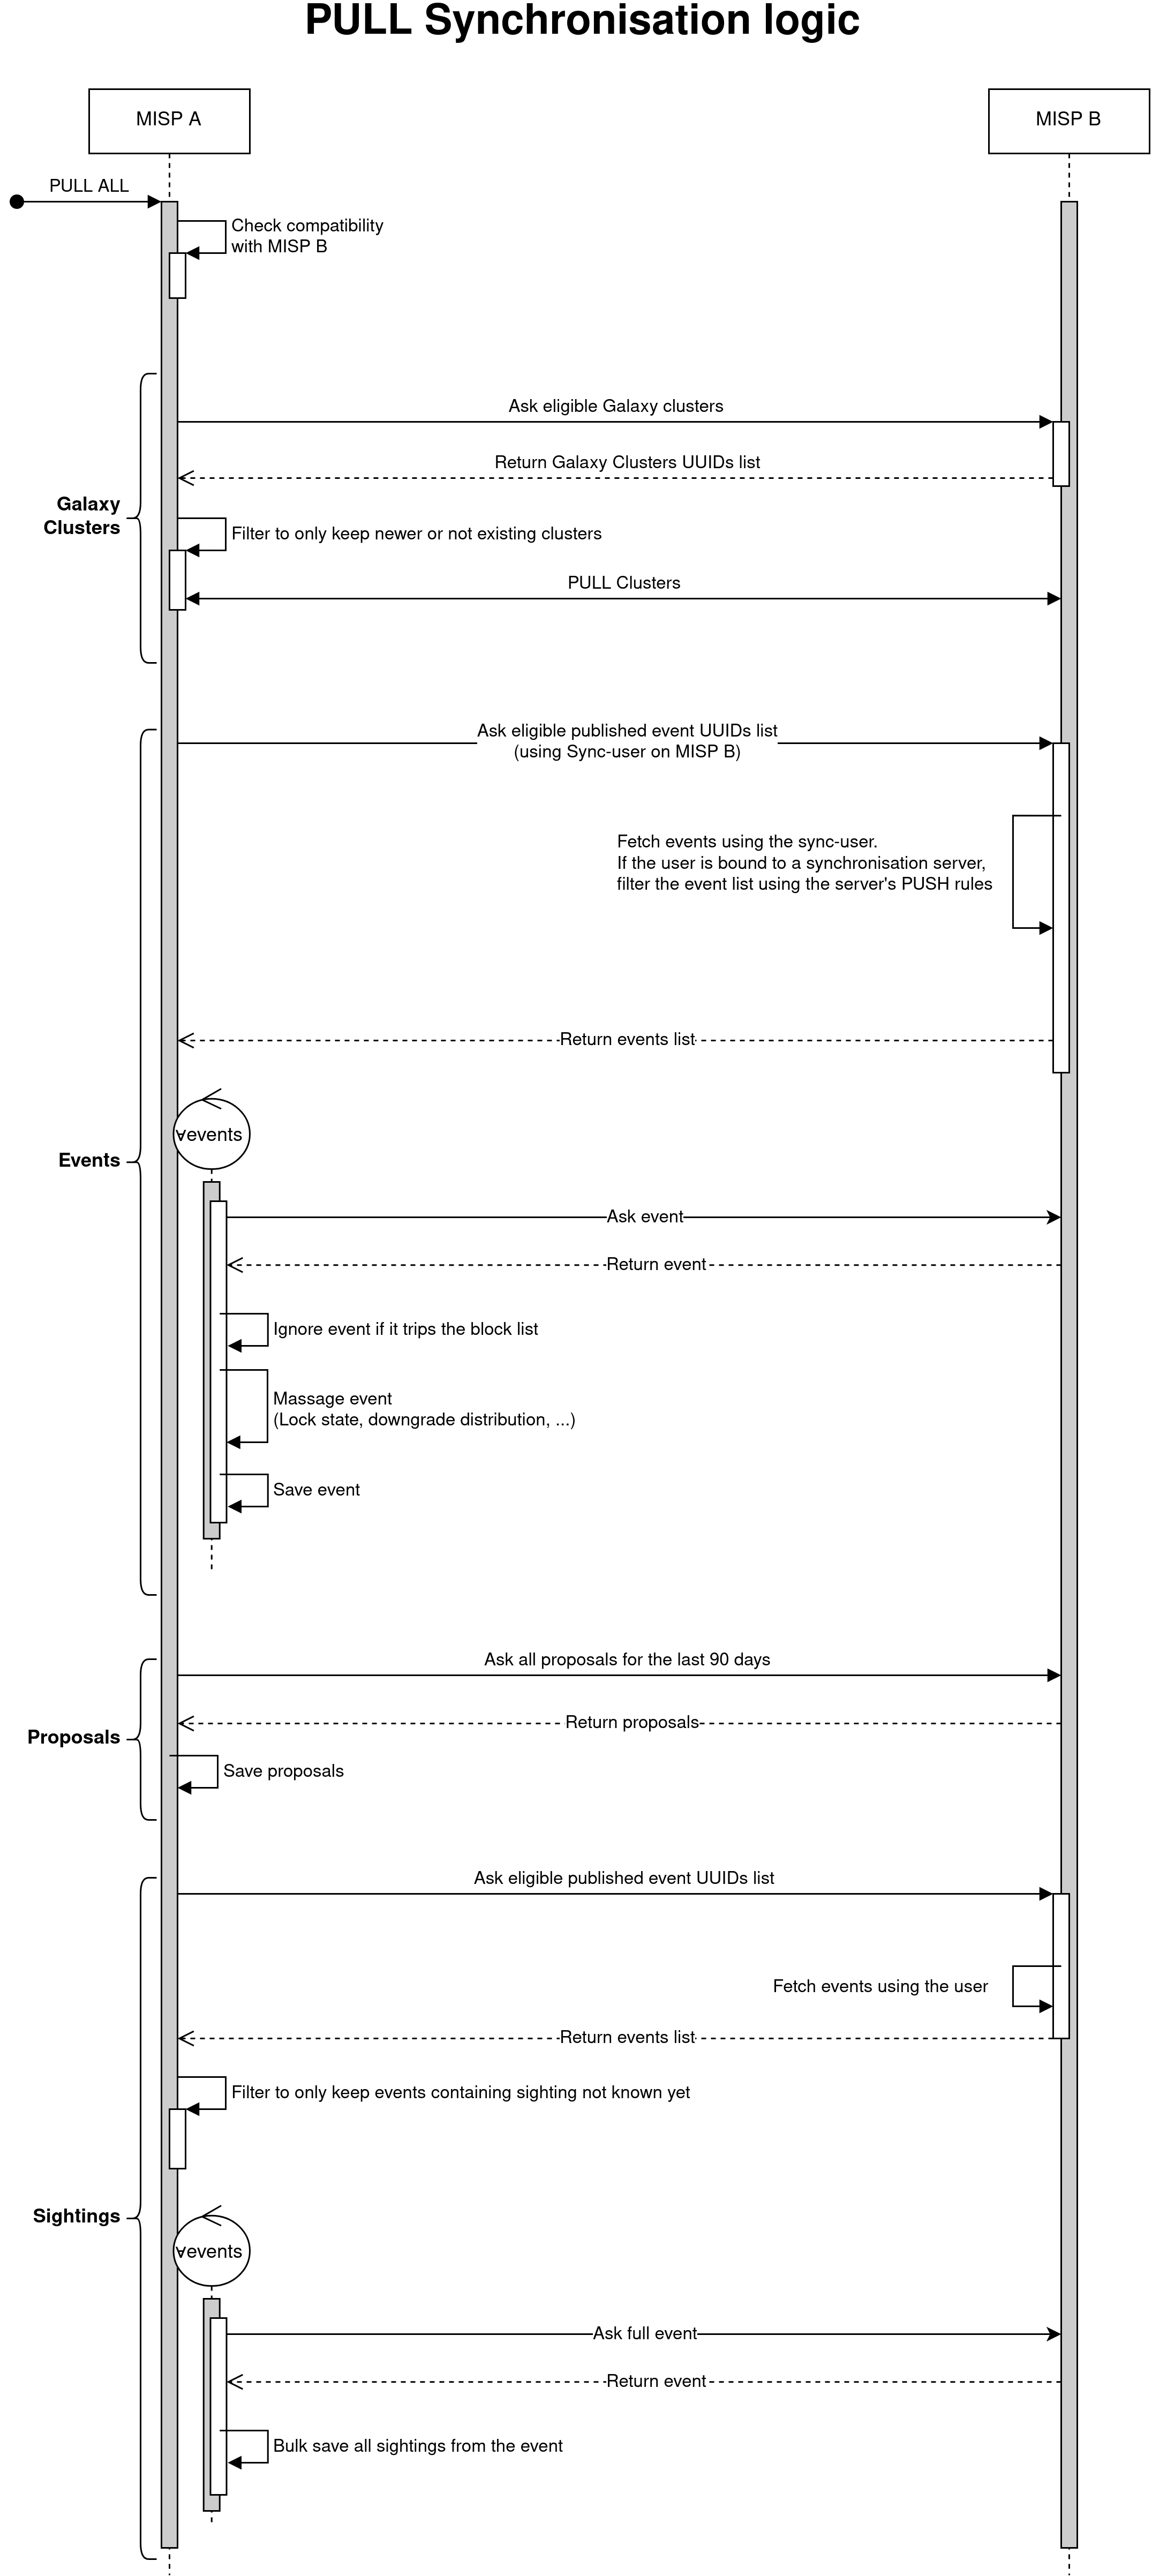 PULL Synchronisation logic
MISP A
MISP B
PULL ALL
Check compatibility
with MISP B
Ask eligible Galaxy clusters
Return Galaxy Clusters UUIDs list
Galaxy
Clusters
Filter to only keep newer or not existing clusters
PULL Clusters
Ask eligible published event UUIDs list
(using Sync-user on MISP B)
Fetch events using the sync-user.
If the user is bound to a synchronisation server,
filter the event list using the server's PUSH rules
Return events list
∀events
Events
Ask event
Return event
Ignore event if it trips the block list
Massage event
(Lock state, downgrade distribution, ...)
Save event
Ask all proposals for the last 90 days
Return proposals
Proposals
Save proposals
Ask eligible published event UUIDs list
Fetch events using the user
Return events list
Filter to only keep events containing sighting not known yet
Sightings
∀events
Ask full event
Return event
Bulk save all sightings from the event